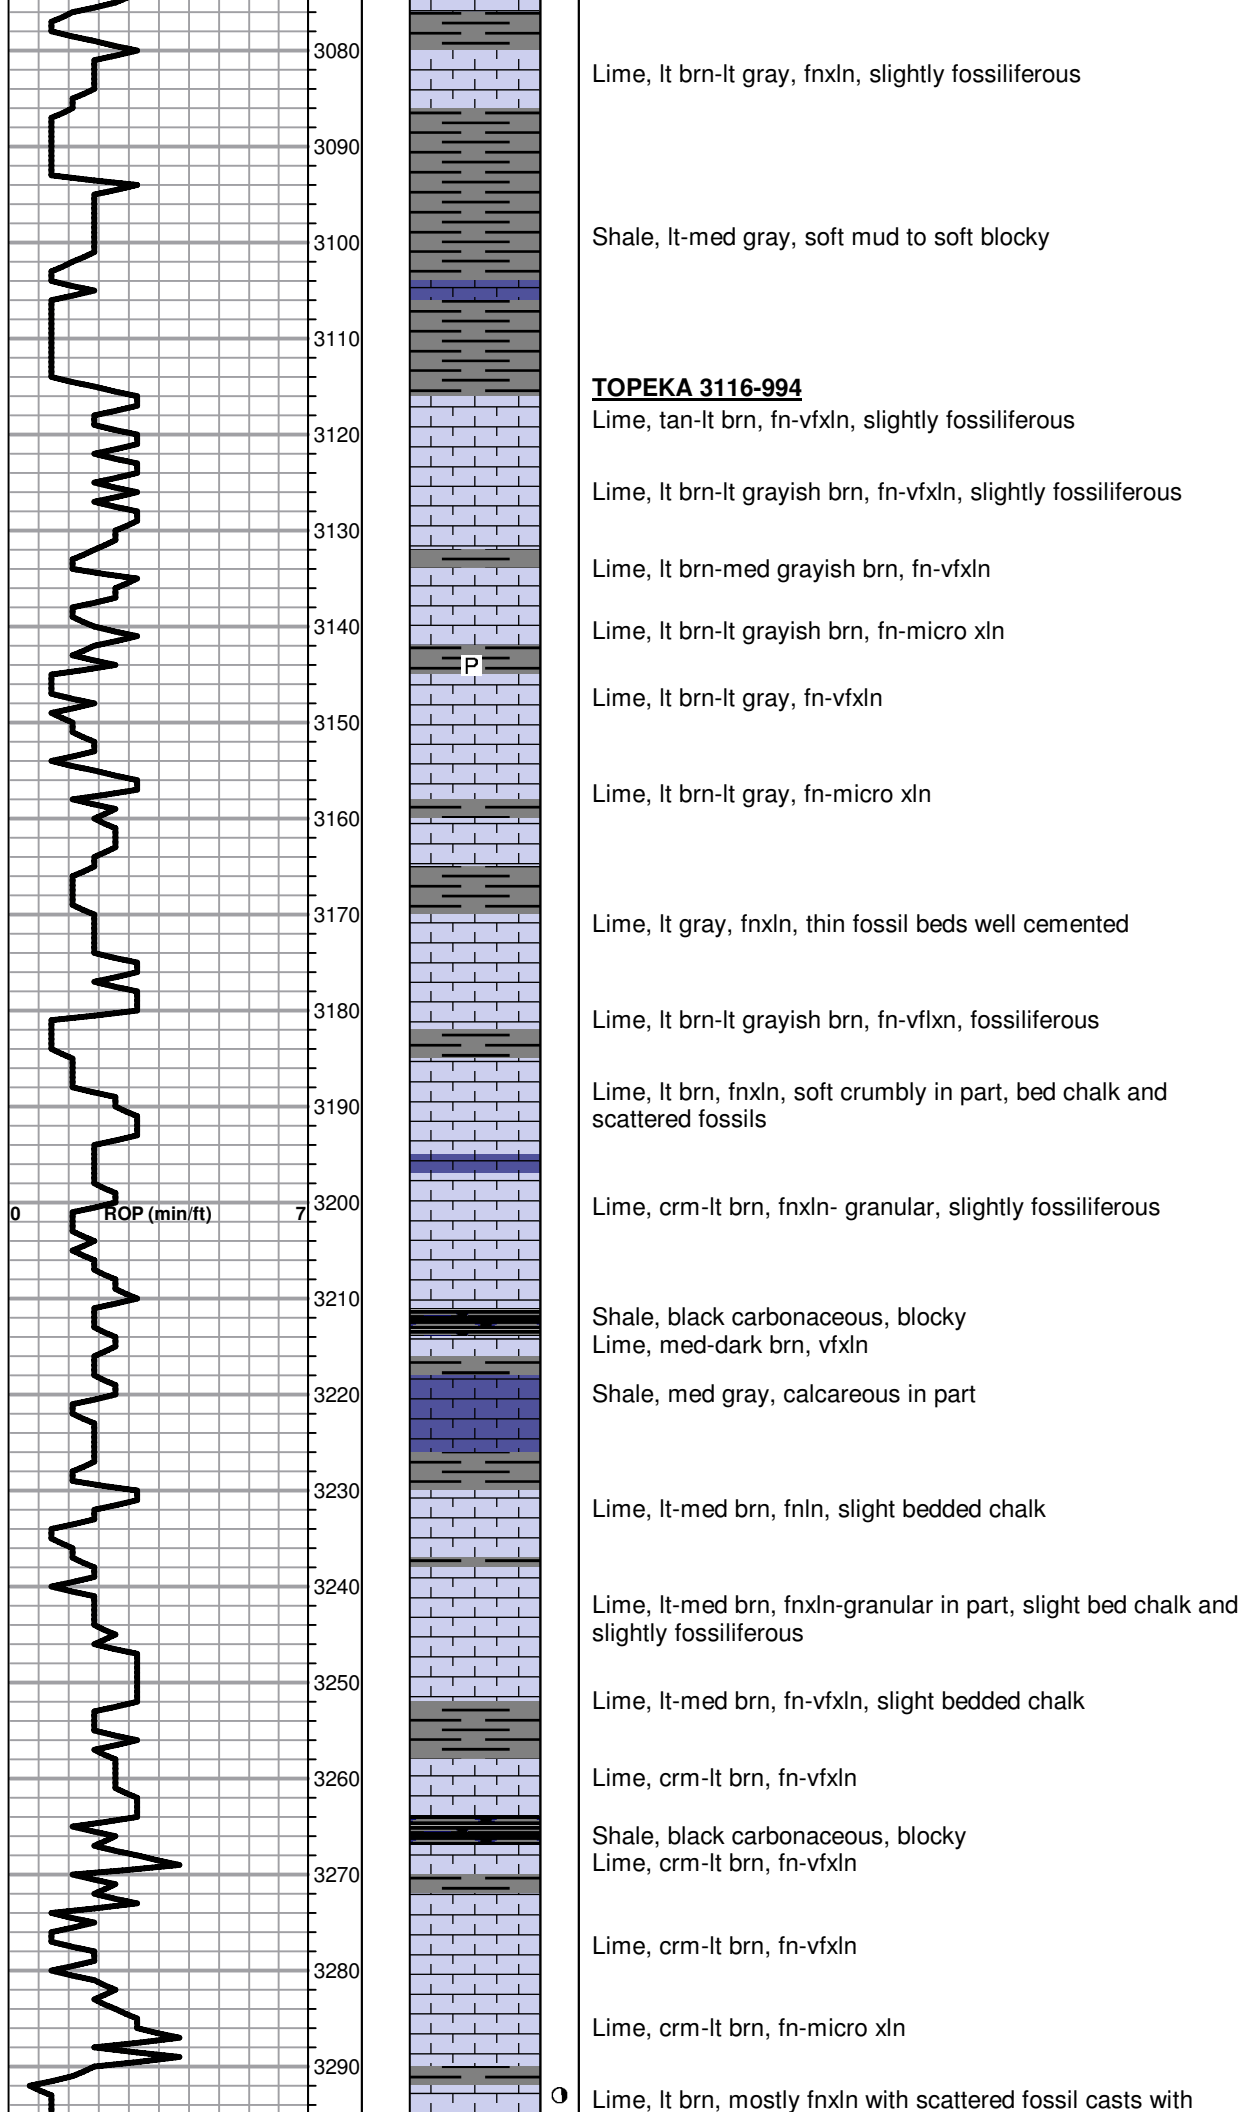 3080
Lime, lt brn-lt gray, fnxln, slightly fossiliferous
3090
3100
Shale, lt-med gray, soft mud to soft blocky
3110
TOPEKA 3116-994
Lime, tan-lt brn, fn-vfxln, slightly fossiliferous
3120
Lime, lt brn-lt grayish brn, fn-vfxln, slightly fossiliferous
3130
Lime, lt brn-med grayish brn, fn-vfxln
3140
Lime, lt brn-lt grayish brn, fn-micro xln
P
Lime, lt brn-lt gray, fn-vfxln
3150
Lime, lt brn-lt gray, fn-micro xln
3160
3170
Lime, lt gray, fnxln, thin fossil beds well cemented
3180
Lime, lt brn-lt grayish brn, fn-vflxn, fossiliferous
3190
Lime, lt brn, fnxln, soft crumbly in part, bed chalk and
scattered fossils
0 ROP (min/ft) 7 3200
Lime, crm-lt brn, fnxln- granular, slightly fossiliferous
3210
Shale, black carbonaceous, blocky
Lime, med-dark brn, vfxln
3220
Shale, med gray, calcareous in part
3230
Lime, lt-med brn, fnln, slight bedded chalk
3240
Lime, lt-med brn, fnxln-granular in part, slight bed chalk and
slightly fossiliferous
3250
Lime, lt-med brn, fn-vfxln, slight bedded chalk
3260
Lime, crm-lt brn, fn-vfxln
Shale, black carbonaceous, blocky
Lime, crm-lt brn, fn-vfxln
3270
Lime, crm-lt brn, fn-vfxln
3280
Lime, crm-lt brn, fn-micro xln
3290
Lime, lt brn, mostly fnxln with scattered fossil casts with